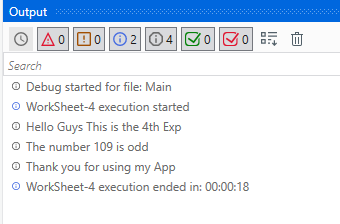 Output
0 0 2 4 0 0
Search
Debug started for file: Main
WorkSheet-4 execution started
Hello Guys This is the 4th Exp
The number 109 is odd
Thank you for using my App
WorkSheet-4 execution ended in: 00:00:18